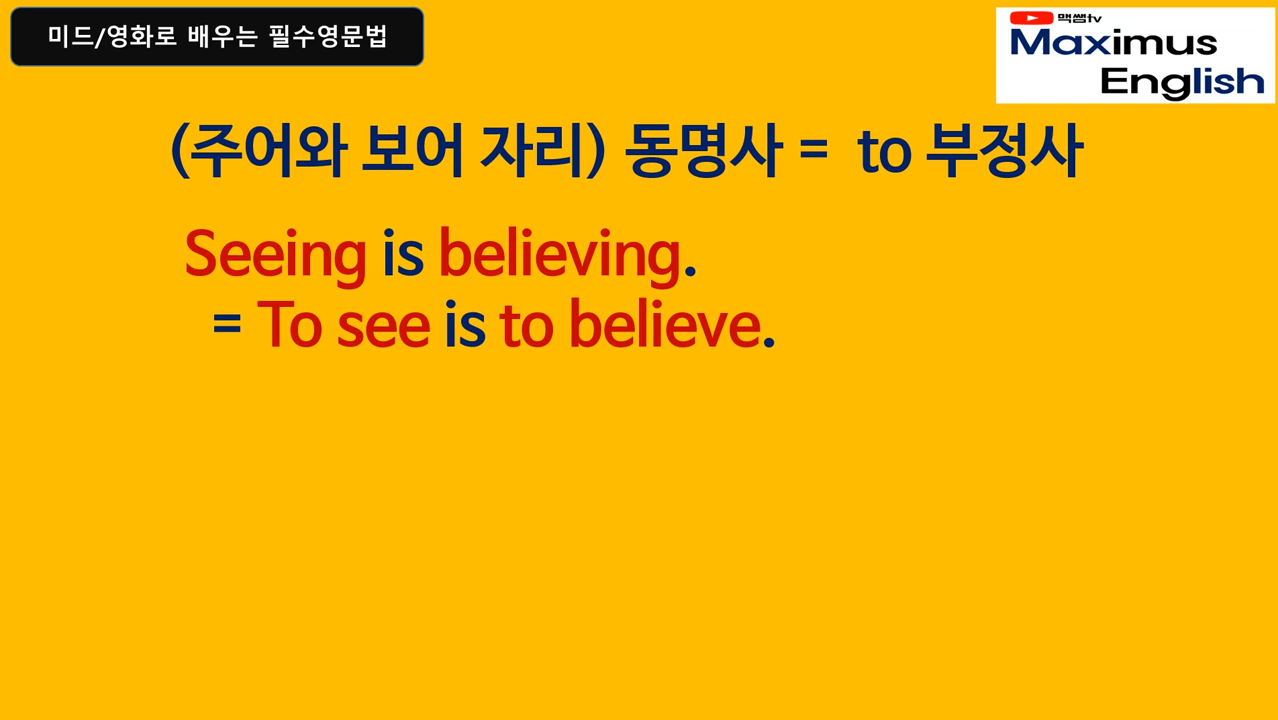 미드/영화로 배우는 필수영문법
맥쌤tv
Maximus
English
(주어와 보어 자리) 동명사 = to 부정사
Seeing is believing.
= To see is to believe.